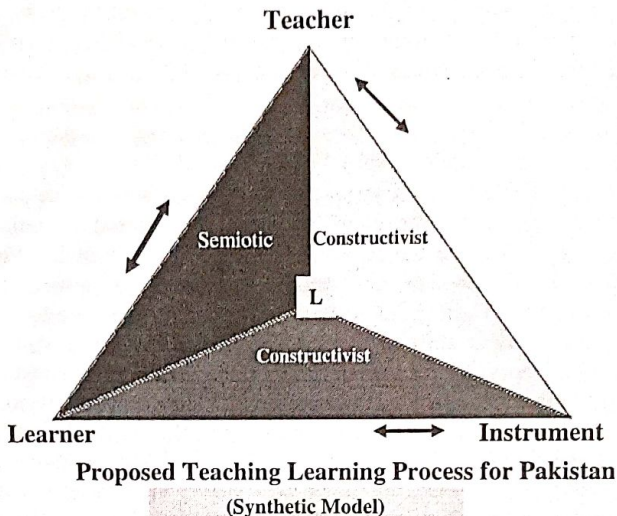 Teacher
Semiotic Constructivist
L
Constructivist
Learner Instrument
Proposed Teaching Learning Process for Pakistan
(Synthetic Model)